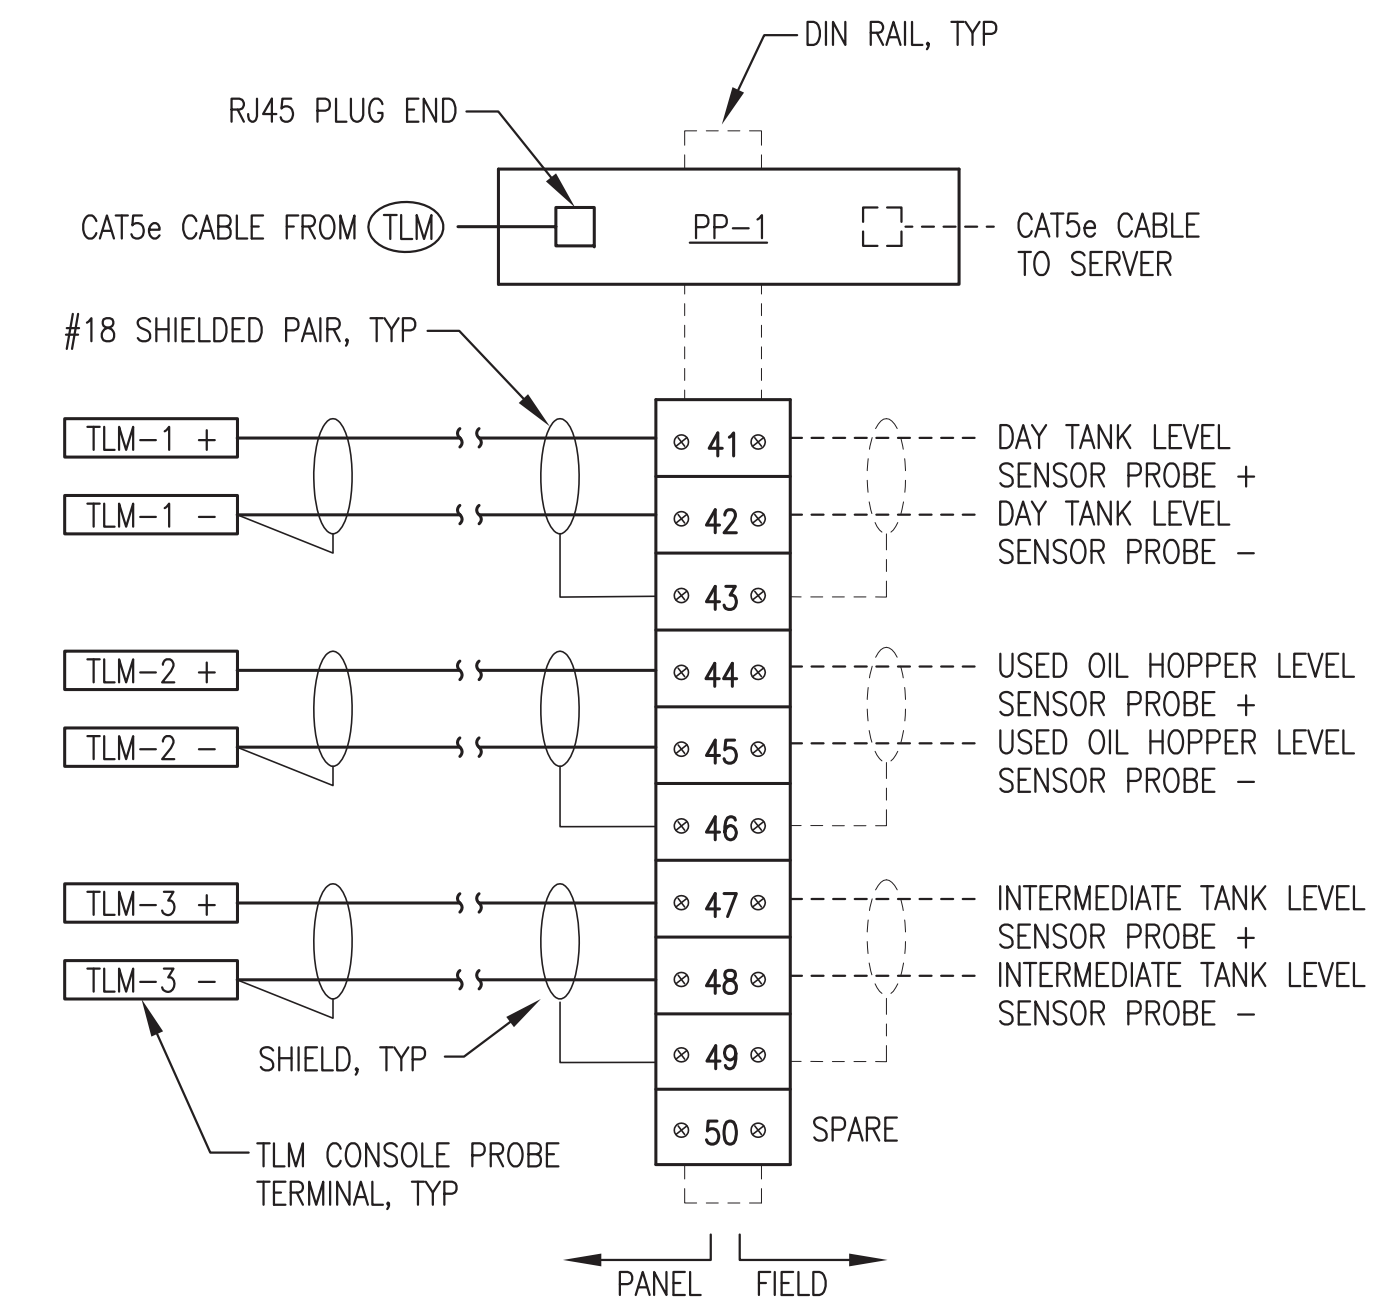 DIN RAIL, TYP
RJ45 PLUG END
CAT5e CABLE FROM TLM
PP-1
CAT5e CABLE
TO SERVER
#18 SHIELDED PAIR, TYP
TLM-1 +
41
DAY TANK LEVEL
SENSOR PROBE +
TLM-1 -
42
DAY TANK LEVEL
SENSOR PROBE -
43
TLM-2 +
44
USED OIL HOPPER LEVEL
SENSOR PROBE +
TLM-2 -
45
USED OIL HOPPER LEVEL
SENSOR PROBE -
46
TLM-3 +
47
INTERMEDIATE TANK LEVEL
SENSOR PROBE +
TLM-3 -
48
INTERMEDIATE TANK LEVEL
SENSOR PROBE -
SHIELD, TYP
49
50
SPARE
TLM CONSOLE PROBE
TERMINAL, TYP
PANEL
FIELD